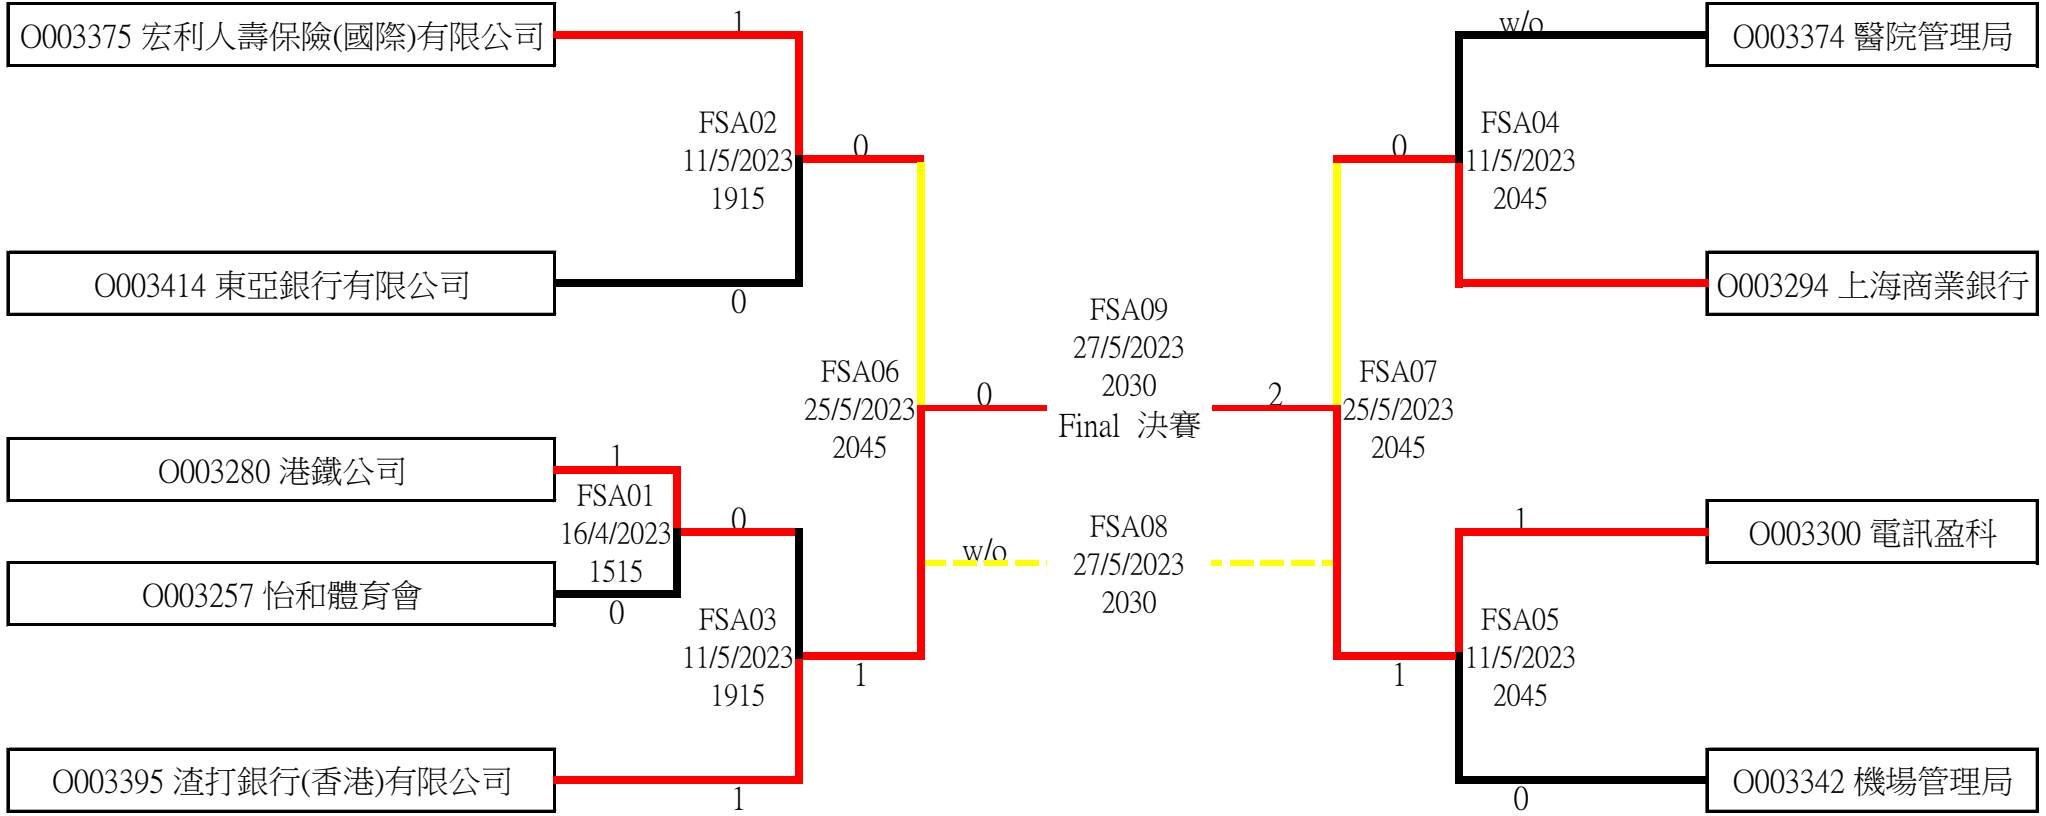 1
w/o
O003375 宏利人壽保險(國際)有限公司
O003374 醫院管理局
FSA02
11/5/2023
1915
0
0
FSA04
11/5/2023
2045
O003414 東亞銀行有限公司
0
O003294 上海商業銀行
FSA06
25/5/2023
2045
0
FSA09
27/5/2023
2030
Final 決賽
2
FSA07
25/5/2023
2045
O003280 港鐵公司
1
FSA01
16/4/2023
1515
0
O003257 怡和體育會
0
w/o
FSA08
27/5/2023
2030
1
O003300 電訊盈科
FSA03
11/5/2023
1915
1
1
FSA05
11/5/2023
2045
O003395 渣打銀行(香港)有限公司
1
0
O003342 機場管理局